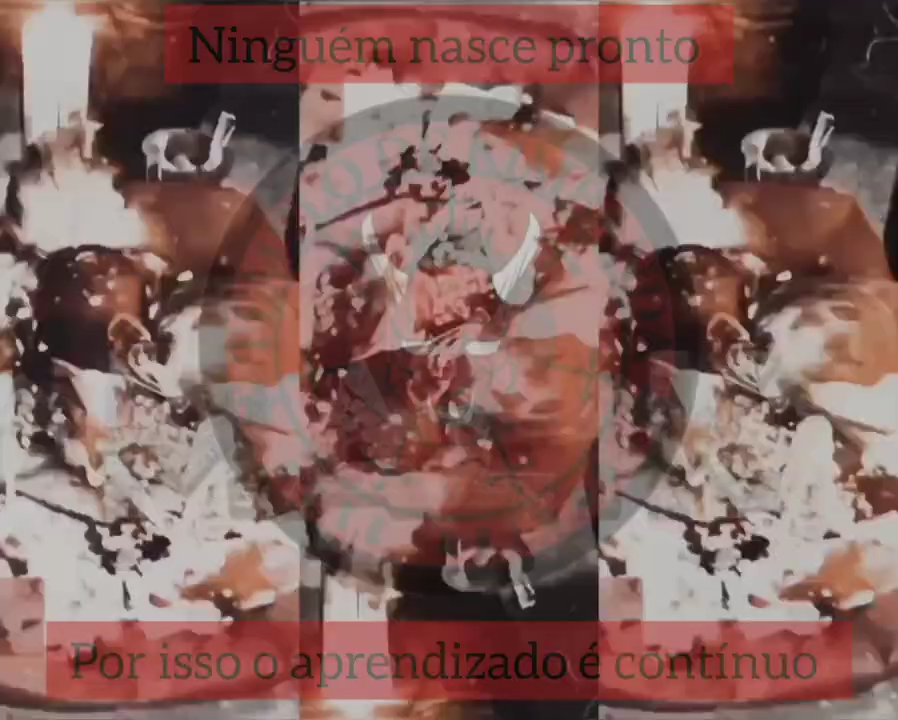 Ninguém nasce pronto
Por isso o aprendizado é contínuo